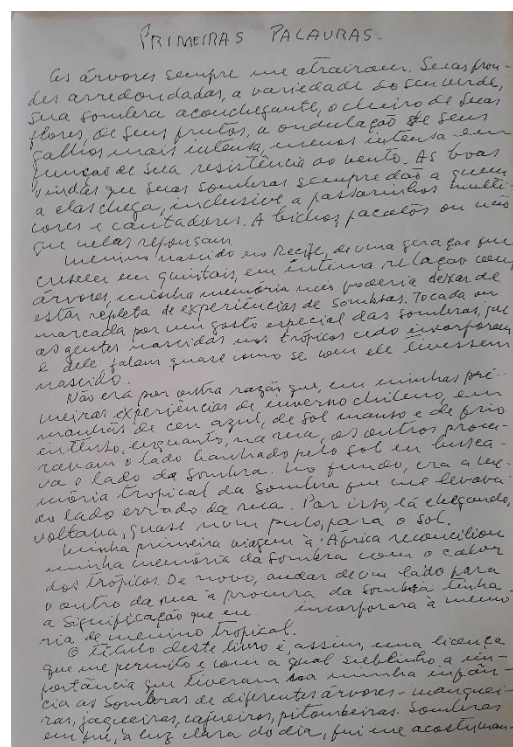 PRIMEIRAS PALAVRAS.
As árvores sempre me atraíram. Suas fron-
des arredondadas, a variedade do seu verde,
sua sombra aconchegante, o cheiro de suas
flores, de seus frutos, a ondulação de seus
galhos mais intensa, menos intensa em
função de sua resistência ao vento. As boas
vindas que suas sombras sempre dão a quem
a elas chega, inclusive a passarinhos multi-
cores e cantadores. A bichos, pacatos ou não
que nelas repousam.
Menino nascido no Recife, de uma geração que
cresceu em quintais, em íntima relação com
árvores, minha memória não poderia deixar de
estar repleta de experiências de sombras. Tocada ou
marcada por um gosto especial das sombras, que
as gentes nascidas nos trópicos cedo incorporam
e dele falam quase como se com ele tivessem
nascido.
Não era por outra razão que, em minhas pri-
meiras experiências de inverno chileno, em
manhãs de céu azul, de sol manso e de frio
intenso, enquanto, na rua, os outros procu-
ravam o lado banhado pelo sol eu busca-
va o lado da sombra. No fundo, era a me-
mória tropical da sombra que me levava
ao lado errado da rua. Por isto, lá chegando,
voltava, quase num pulo, para o sol.
Minha primeira viagem à África reconciliou
minha memória da sombra com o calor
dos trópicos. De novo, andar de um lado para
o outro da rua à procura da sombra tinha
a significação que eu incorporara à memó-
ria de menino tropical.
O título deste livro é, assim, uma licença
que me permito e com a qual sublinho a im-
portância que tiveram na minha infân-
cia as sombras de diferentes árvores - manguei-
ras, jaqueiras, cajueiros, pitombeiras. Sombras
em que, à luz clara do dia, fui me acostuman-